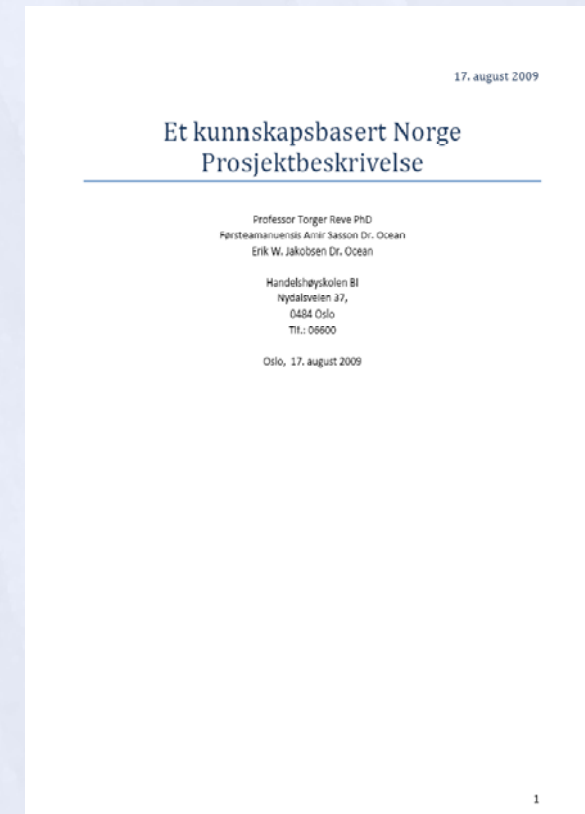 17. august 2009
Et kunnskapsbasert Norge
Prosjektbeskrivelse
Professor Torger Reve PhD
Førsteamanuensis Amir Sasson Dr. Ocean
Erik W. Jakobsen Dr. Ocean
Handelshøyskolen BI
Nydalsveien 37,
0484 Oslo
Tlf.: 06600
Oslo, 17. august 2009
1